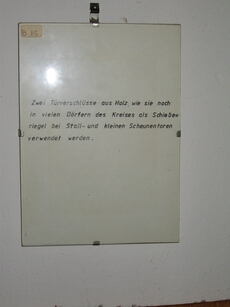 Zwei Türverschlüsse aus Holz, wie sie noch
in vielen Dörfern des Kreises als Schiebe-
riegel bei Stall- und kleinen Scheunentoren
verwendet werden.